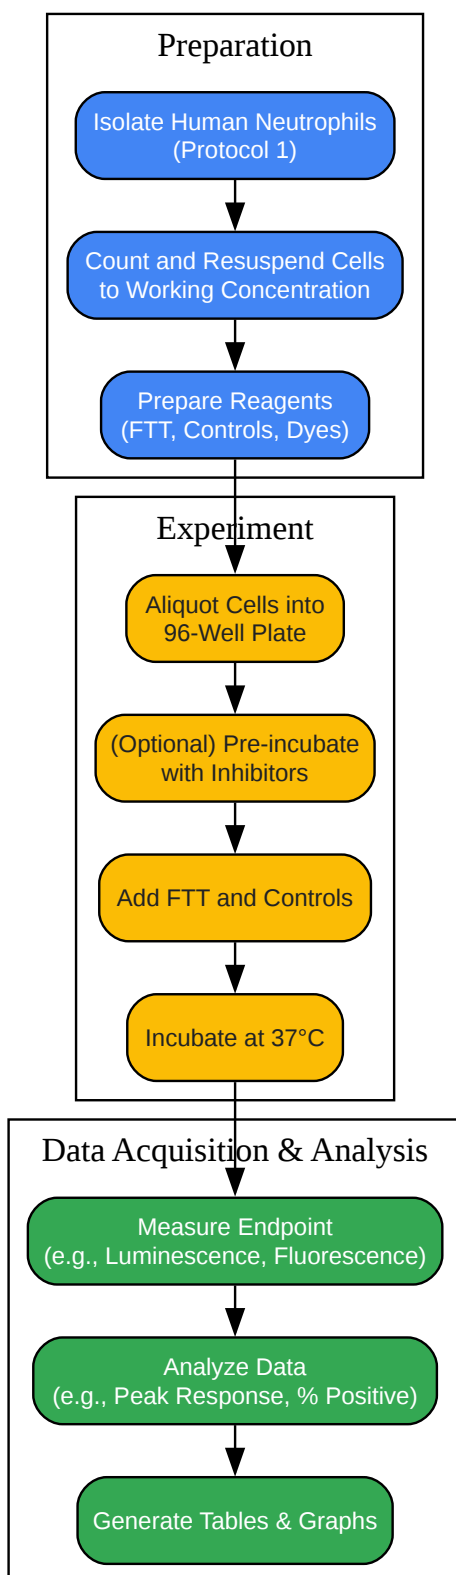 Preparation
Isolate Human Neutrophils
(Protocol 1)
Count and Resuspend Cells
to Working Concentration
Prepare Reagents
(FTT, Controls, Dyes)
Experiment
Aliquot Cells into
96-Well Plate
(Optional) Pre-incubate
with Inhibitors
Add FTT and Controls
Incubate at 37°C
Data Acquisition & Analysis
Measure Endpoint
(e.g., Luminescence, Fluorescence)
Analyze Data
(e.g., Peak Response, % Positive)
Generate Tables & Graphs